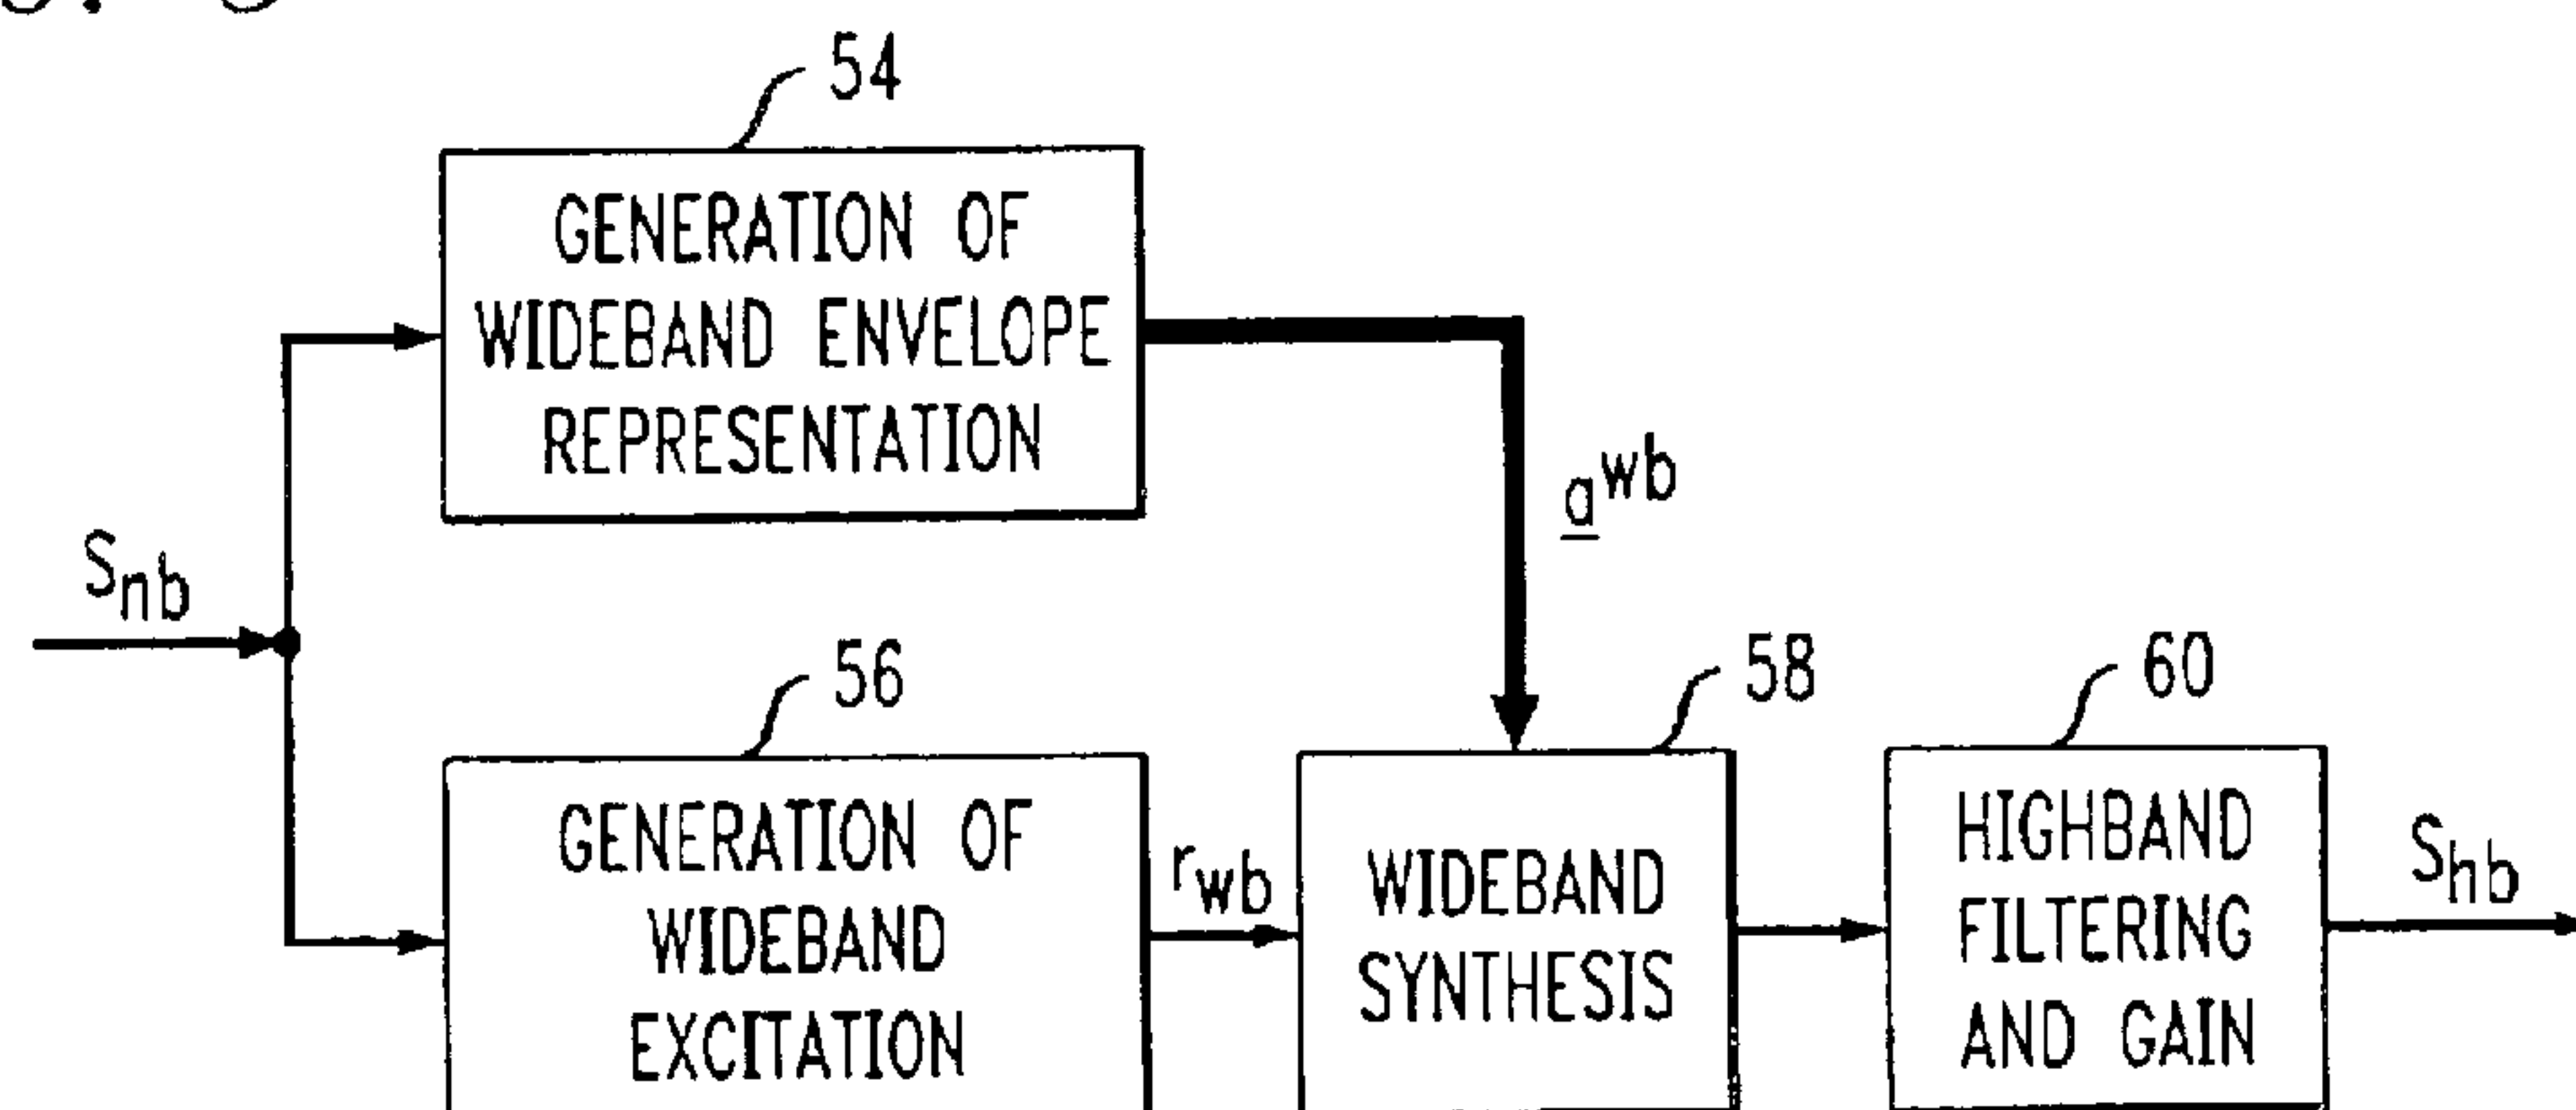 54
GENERATION OF
WIDEBAND ENVELOPE
REPRESENTATION
a^wb
S_nb
56
58
60
GENERATION OF
WIDEBAND
EXCITATION
r_wb
WIDEBAND
SYNTHESIS
HIGHBAND
FILTERING
AND GAIN
S_hb